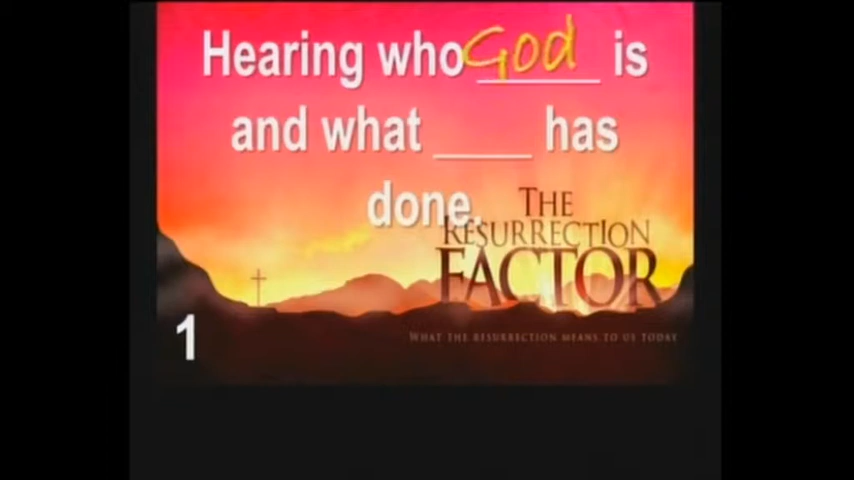 Hearing who God is
and what ____ has
done.
THE
RESURRECTION
FACTOR
WHAT THE RESURRECTION MEANS TO US TODAY
1